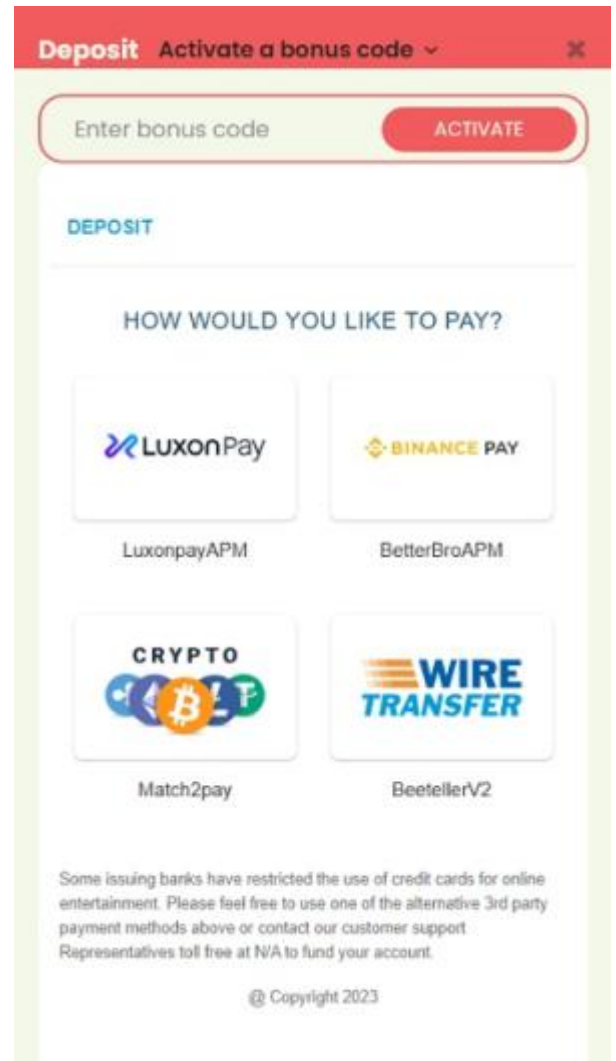 Deposit Activate a bonus code
Enter bonus code ACTIVATE
DEPOSIT
HOW WOULD YOU LIKE TO PAY?
LUXON Pay BINANCE PAY
LuxonpayAPM BetterBroAPM
CRYPTO WIRE
TRANSFER
Match2pay BeetellerV2
Some issuing banks have restricted the use of credit cards for online
entertainment. Please feel free to use one of the alternative 3rd party
payment methods above or contact our customer support
Representatives toll free at N/A to fund your account.
@ Copyright 2023